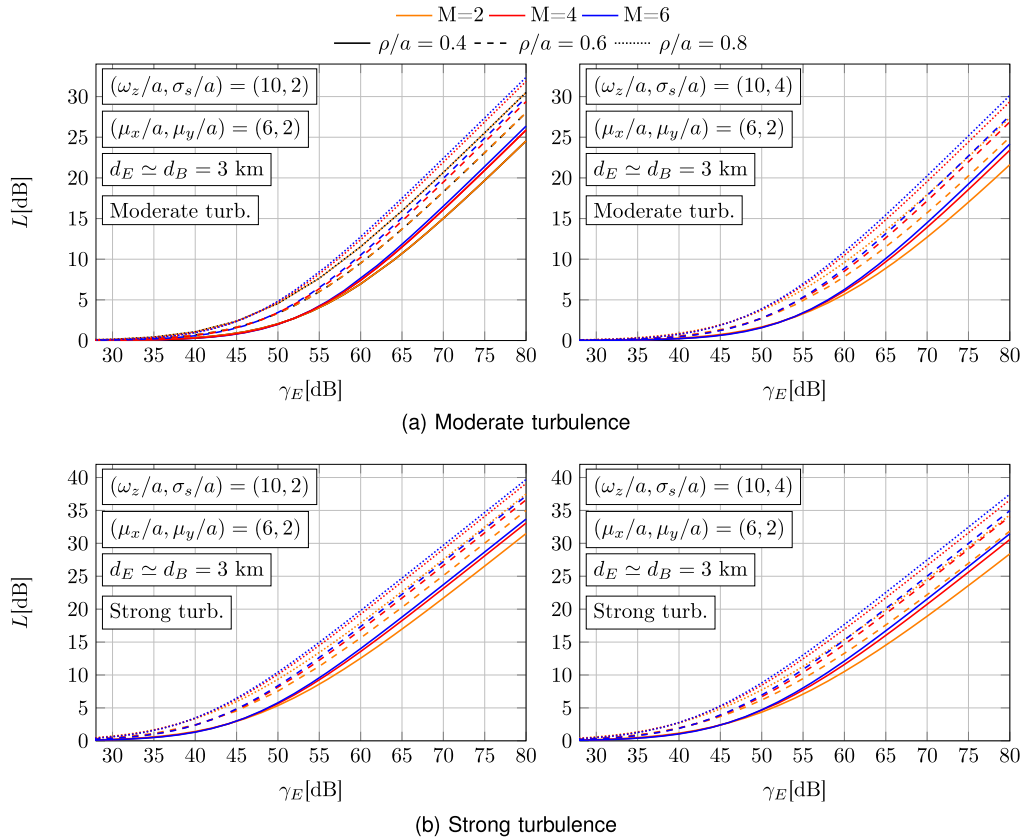 M=2 M=4 M=6
ρ/a = 0.4 ρ/a = 0.6 ρ/a = 0.8
L[dB]
30
25
20
15
10
5
0
(ω_z/a, σ_s/a) = (10, 2)
(μ_x/a, μ_y/a) = (6, 2)
d_E ≃ d_B = 3 km
Moderate turb.
30 35 40 45 50 55 60 65 70 75 80
γ_E[dB]
30
25
20
15
10
5
0
(ω_z/a, σ_s/a) = (10, 4)
(μ_x/a, μ_y/a) = (6, 2)
d_E ≃ d_B = 3 km
Moderate turb.
30 35 40 45 50 55 60 65 70 75 80
γ_E[dB]
(a) Moderate turbulence
L[dB]
40
35
30
25
20
15
10
5
0
(ω_z/a, σ_s/a) = (10, 2)
(μ_x/a, μ_y/a) = (6, 2)
d_E ≃ d_B = 3 km
Strong turb.
30 35 40 45 50 55 60 65 70 75 80
γ_E[dB]
40
35
30
25
20
15
10
5
0
(ω_z/a, σ_s/a) = (10, 4)
(μ_x/a, μ_y/a) = (6, 2)
d_E ≃ d_B = 3 km
Strong turb.
30 35 40 45 50 55 60 65 70 75 80
γ_E[dB]
(b) Strong turbulence